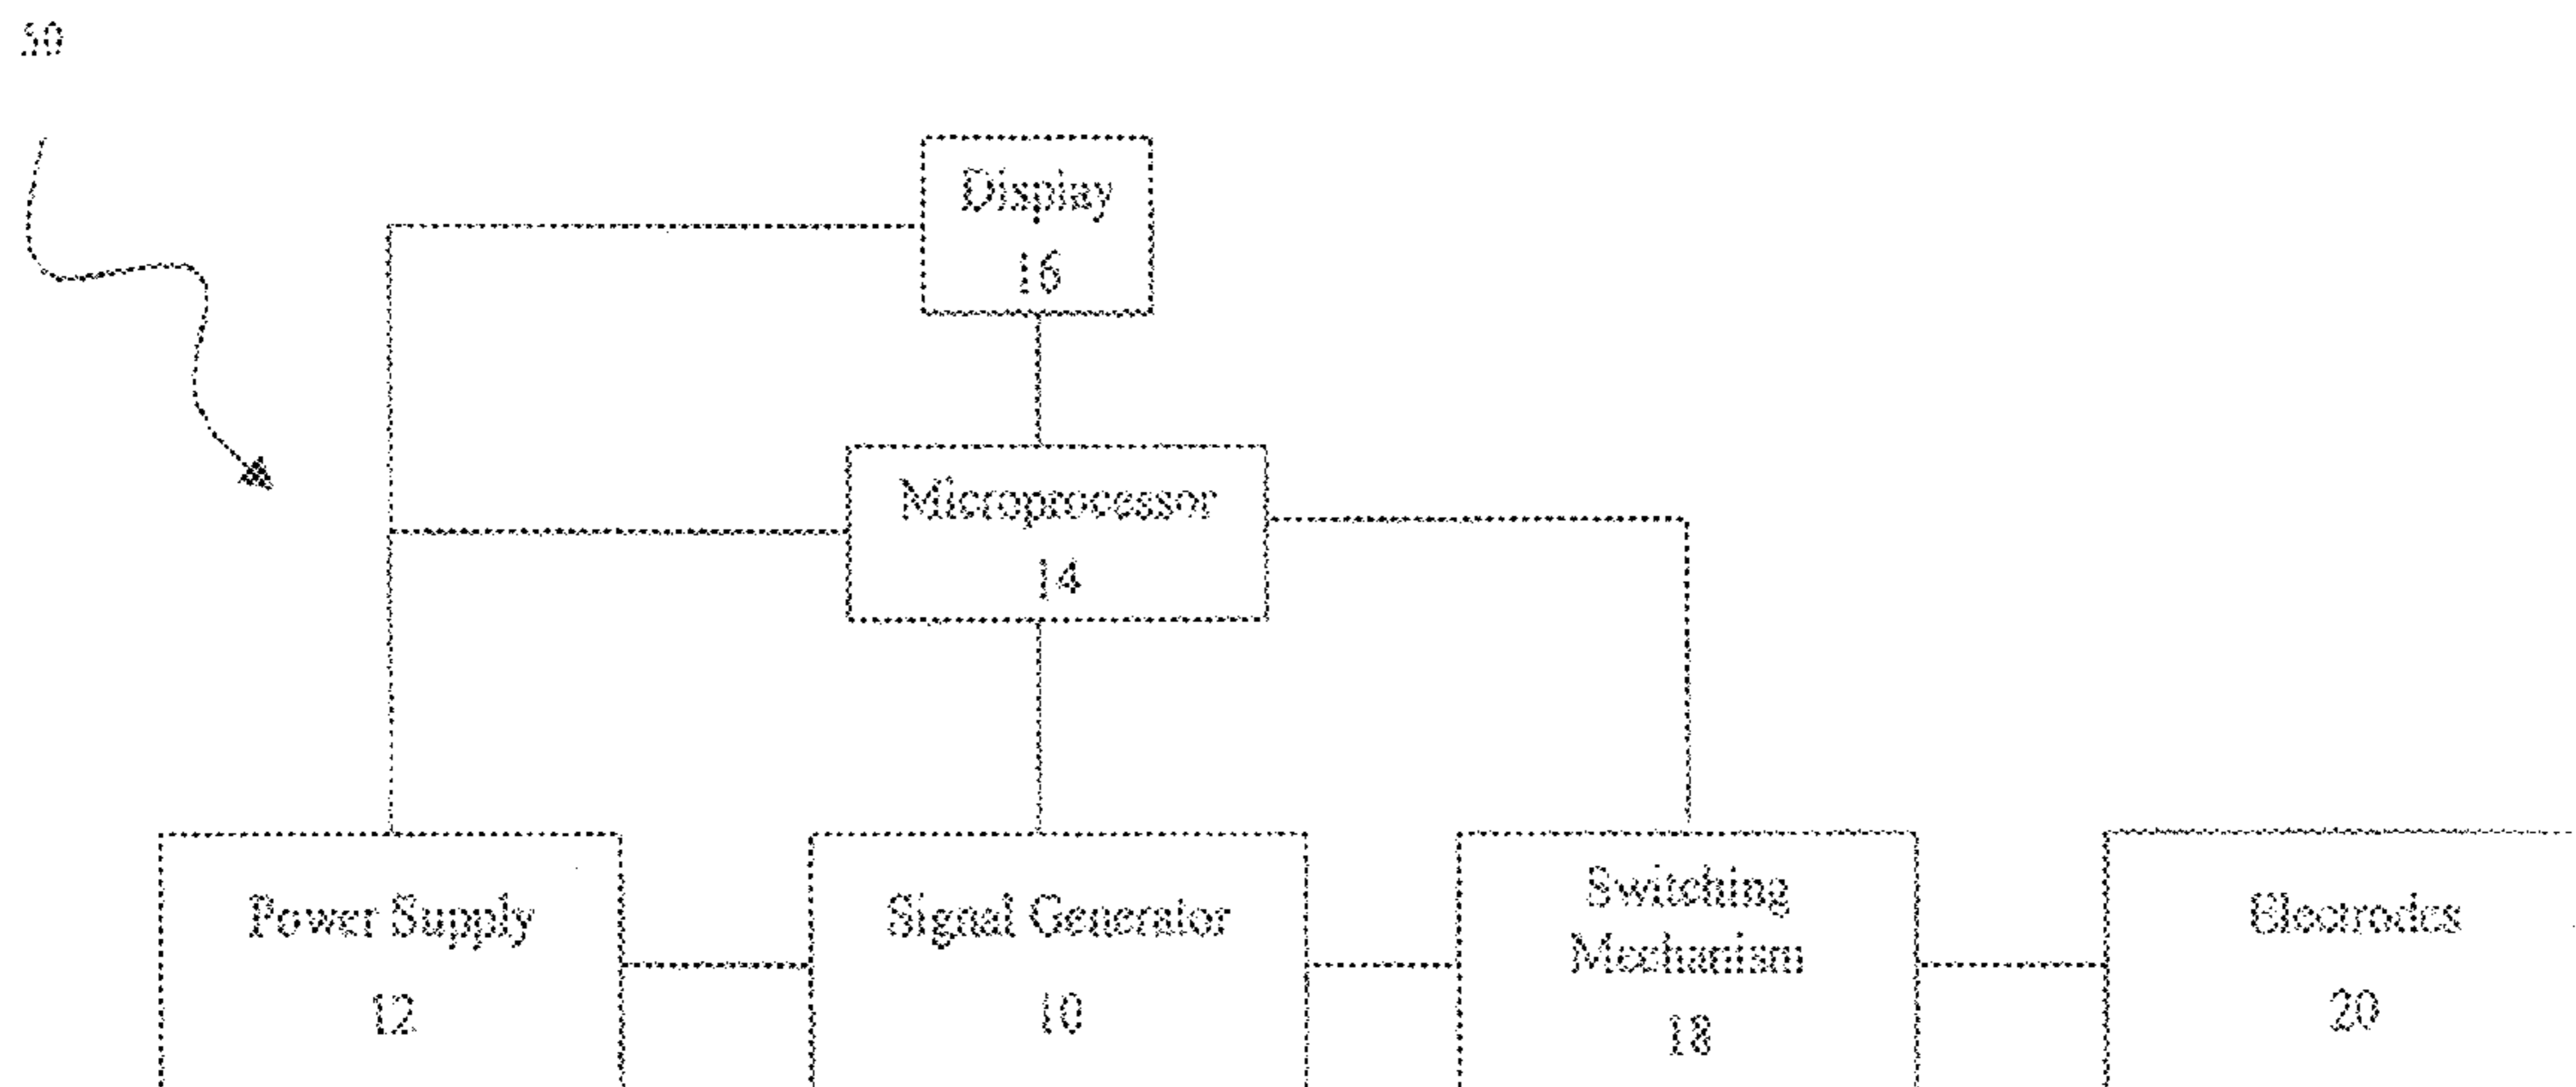 50
Display
16
Microprocessor
14
Power Supply
12
Signal Generator
10
Switching
Mechanism
18
Electrodes
20